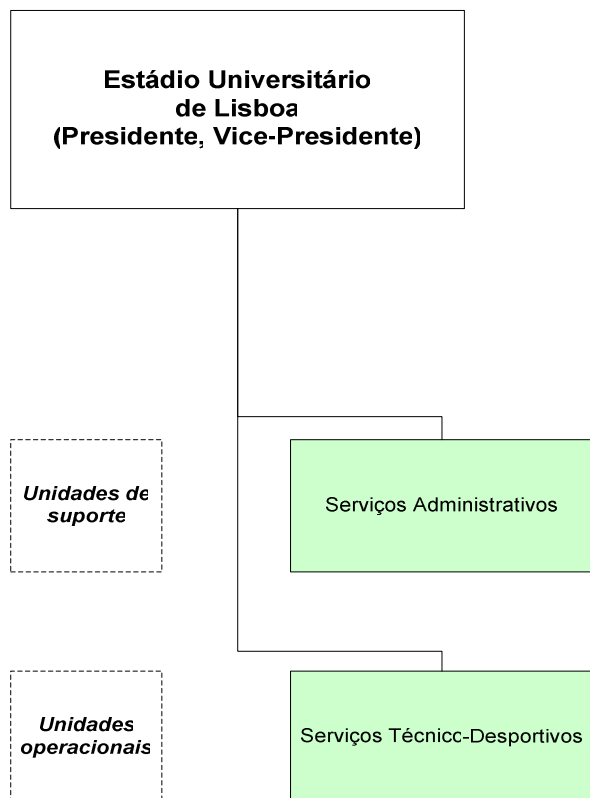 Estádio Universitário
de Lisboa
(Presidente, Vice-Presidente)
Unidades de
suporte
Serviços Administrativos
Unidades
operacionais
Serviços Técnico-Desportivos